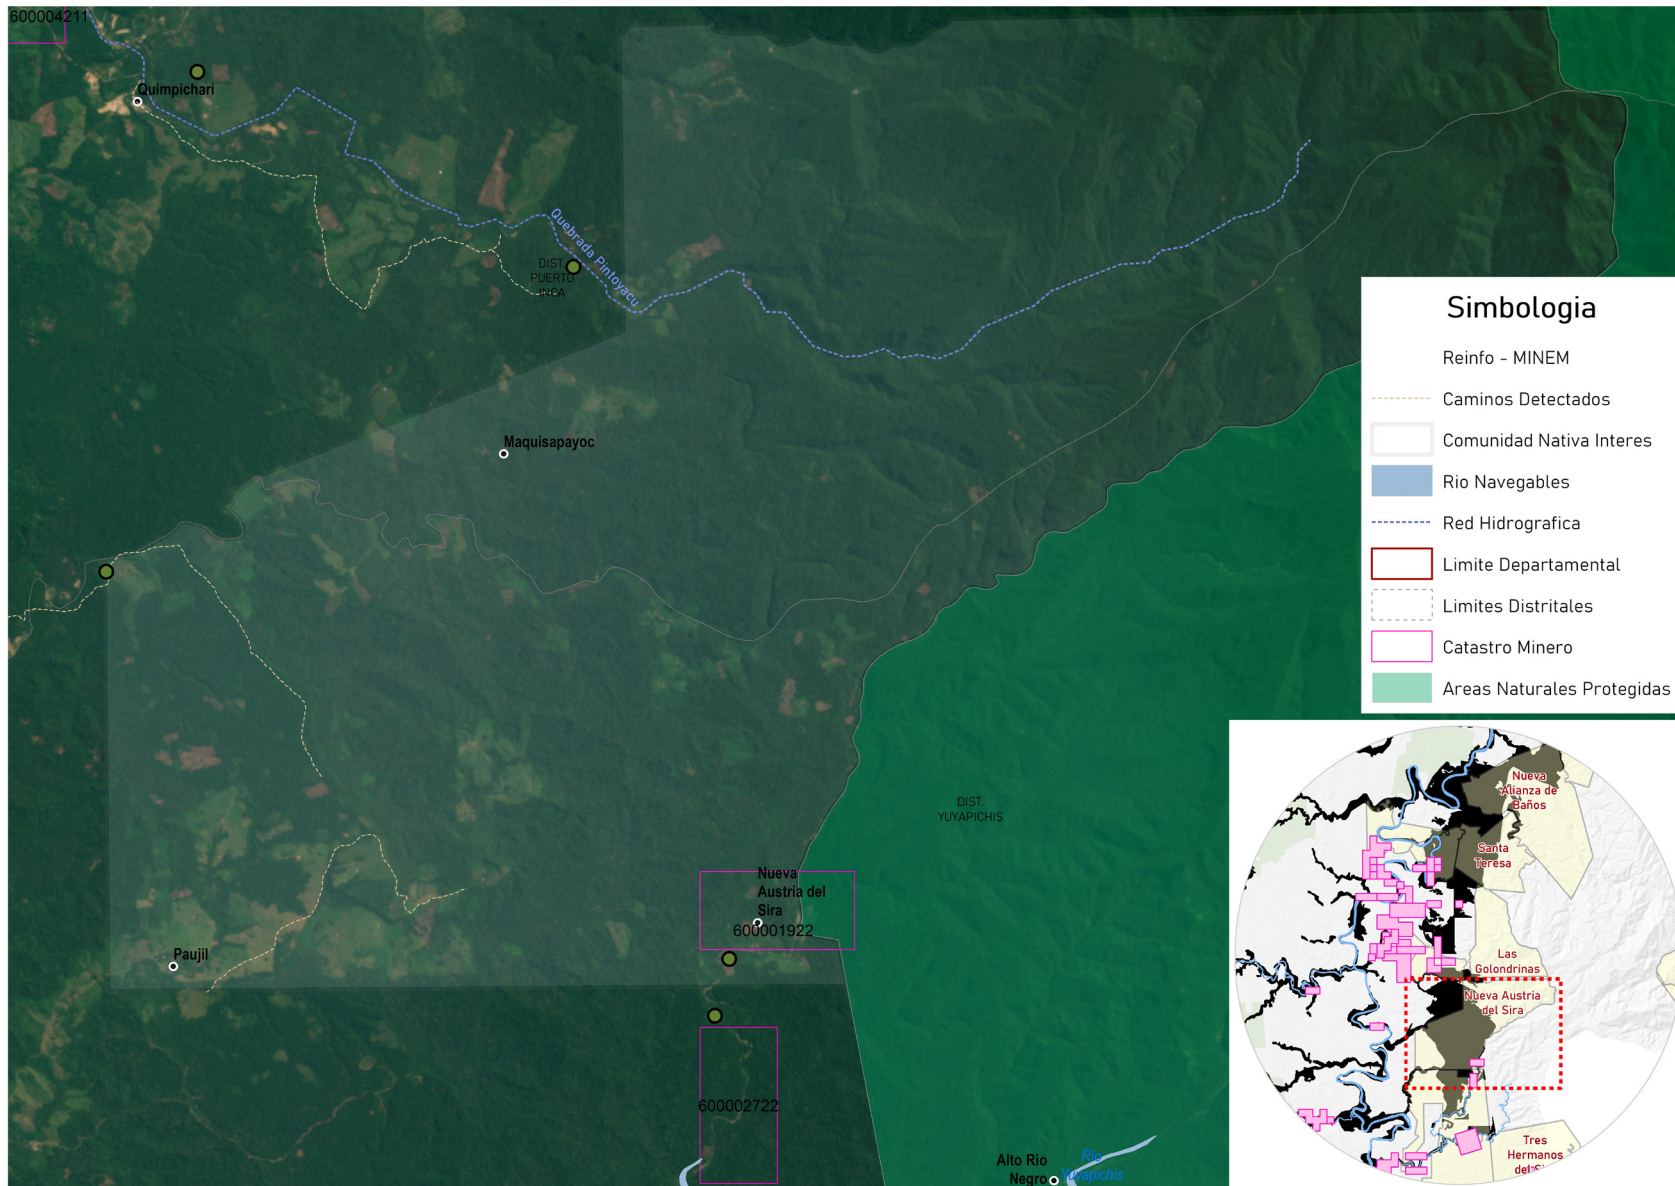 600004211
Quimpichari
Quebrada Pintoyacu
DIST.
PUERTO
INCA
Maquisapayoc
Paujil
DIST.
YUYAPICHIS
Nueva
Austria del
Sira
600001922
600002722
Alto Rio
Negro
Rio
Yuyapichis
Simbologia
Reinfo - MINEM
Caminos Detectados
Comunidad Nativa Interes
Rio Navegables
Red Hidrografica
Limite Departamental
Limites Distritales
Catastro Minero
Areas Naturales Protegidas
Nueva
Alianza de
Baños
Santa
Teresa
Las
Golondrinas
Nueva Austria
del Sira
Tres
Hermanos